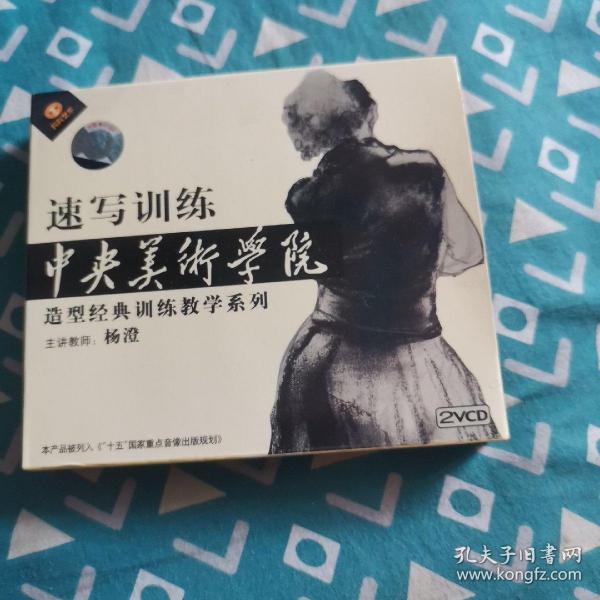 速写训练
中央美術學院
造型经典训练教学系列
主讲教师：杨澄
2VCD
本产品被列入《“十五”国家重点音像出版规划》
孔夫子旧书网
www.kongfz.com